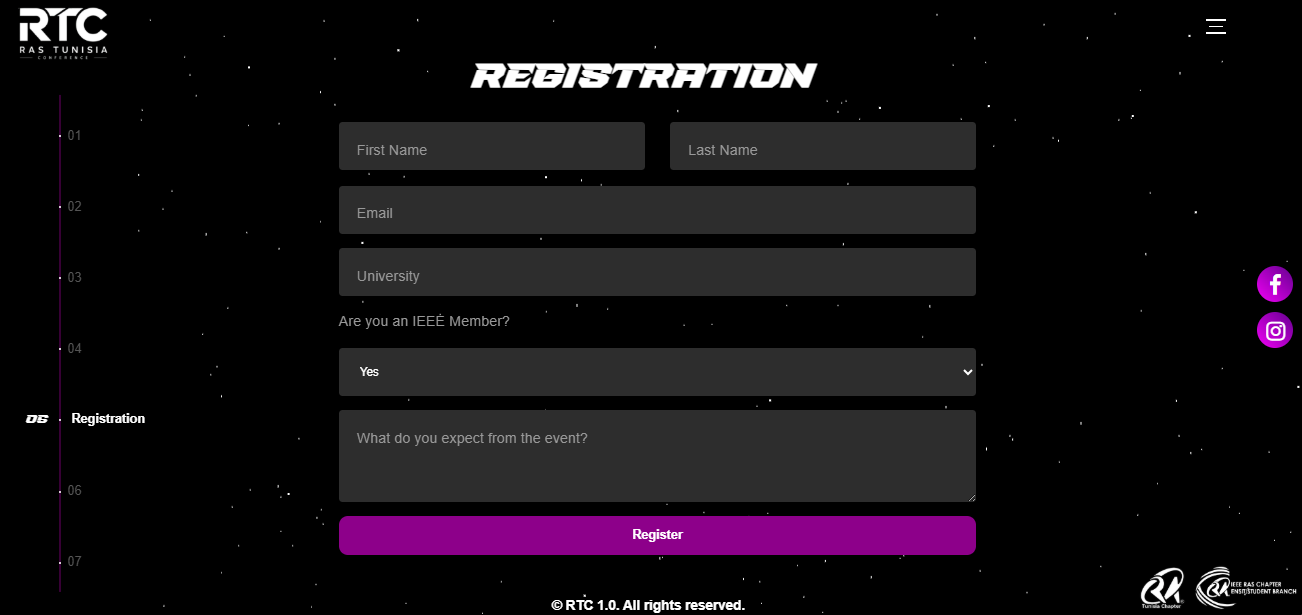 RTC
RAS TUNISIA
CONFERENCE
REGISTRATION
01
02
03
04
05 Registration
06
07
First Name
Last Name
Email
University
Are you an IEEE Member?
Yes
What do you expect from the event?
Register
© RTC 1.0. All rights reserved.
Tunisia Chapter
IEEE RAS CHAPTER
ENSIT|STUDENT BRANCH